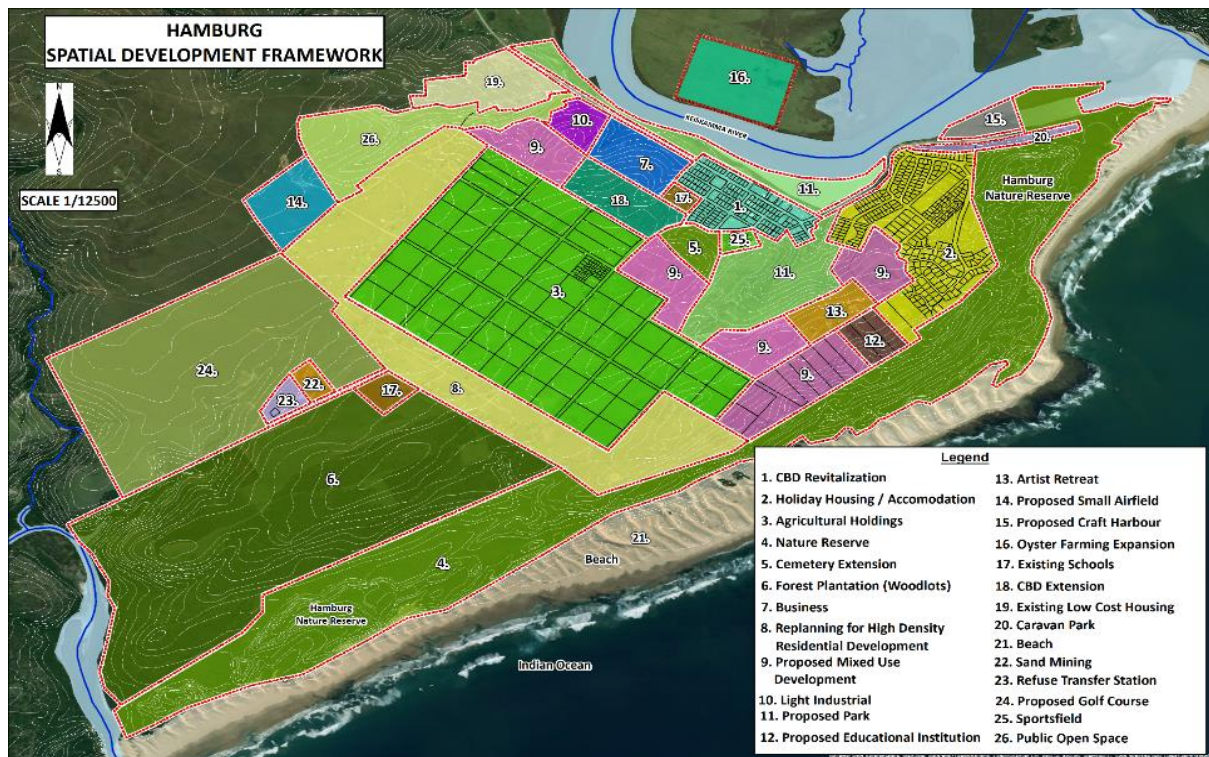 HAMBURG
SPATIAL DEVELOPMENT FRAMEWORK
N
S
SCALE 1/12500
19.
16.
15.
20.
26.
10.
9.
7.
KEISKAMMA RIVER
11.
Hamburg
Nature Reserve
14.
18.
17.
1.
2.
5.
25.
9.
11.
9.
3.
13.
12.
9.
9.
24.
22.
23.
17.
8.
6.
4.
21.
Beach
Hamburg
Nature Reserve
Indian Ocean
Legend
1. CBD Revitalization
2. Holiday Housing / Accomodation
3. Agricultural Holdings
4. Nature Reserve
5. Cemetery Extension
6. Forest Plantation (Woodlots)
7. Business
8. Replanning for High Density
Residential Development
9. Proposed Mixed Use
Development
10. Light Industrial
11. Proposed Park
12. Proposed Educational Institution
13. Artist Retreat
14. Proposed Small Airfield
15. Proposed Craft Harbour
16. Oyster Farming Expansion
17. Existing Schools
18. CBD Extension
19. Existing Low Cost Housing
20. Caravan Park
21. Beach
22. Sand Mining
23. Refuse Transfer Station
24. Proposed Golf Course
25. Sportsfield
26. Public Open Space